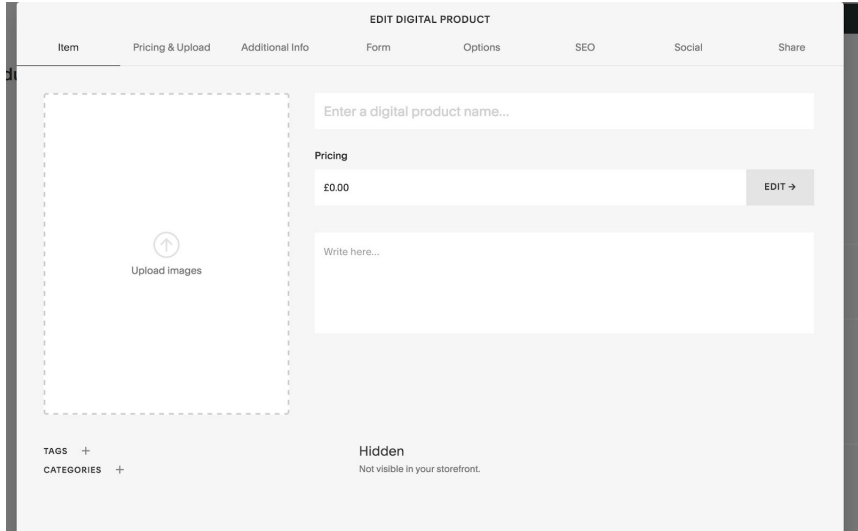 EDIT DIGITAL PRODUCT
Item Pricing & Upload Additional Info Form Options SEO Social Share
Enter a digital product name...
Pricing
£0.00 EDIT →
Write here...
Upload images
TAGS +
CATEGORIES +
Hidden
Not visible in your storefront.